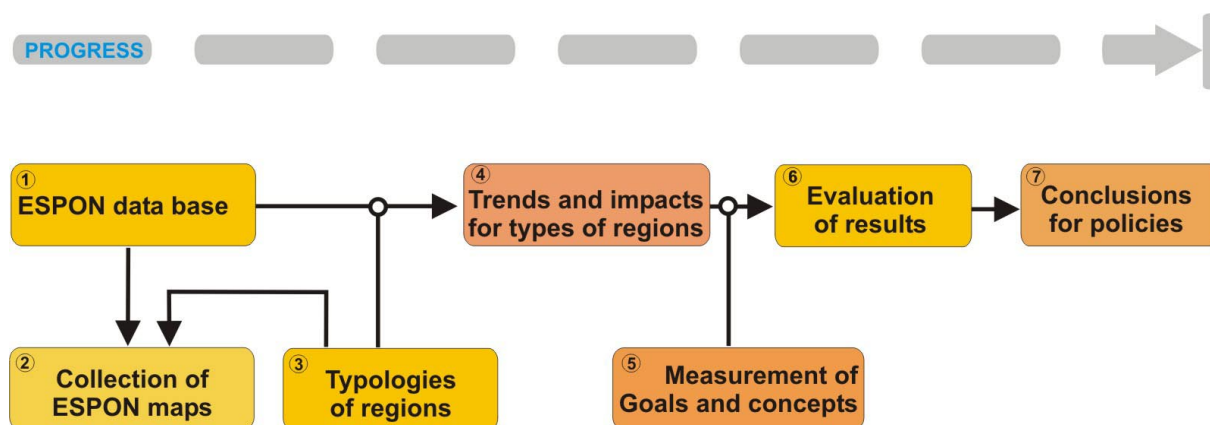 PROGRESS
①
ESPON data base
④
Trends and impacts
for types of regions
⑥
Evaluation
of results
⑦
Conclusions
for policies
②
Collection of
ESPON maps
③
Typologies
of regions
⑤
Measurement of
Goals and concepts